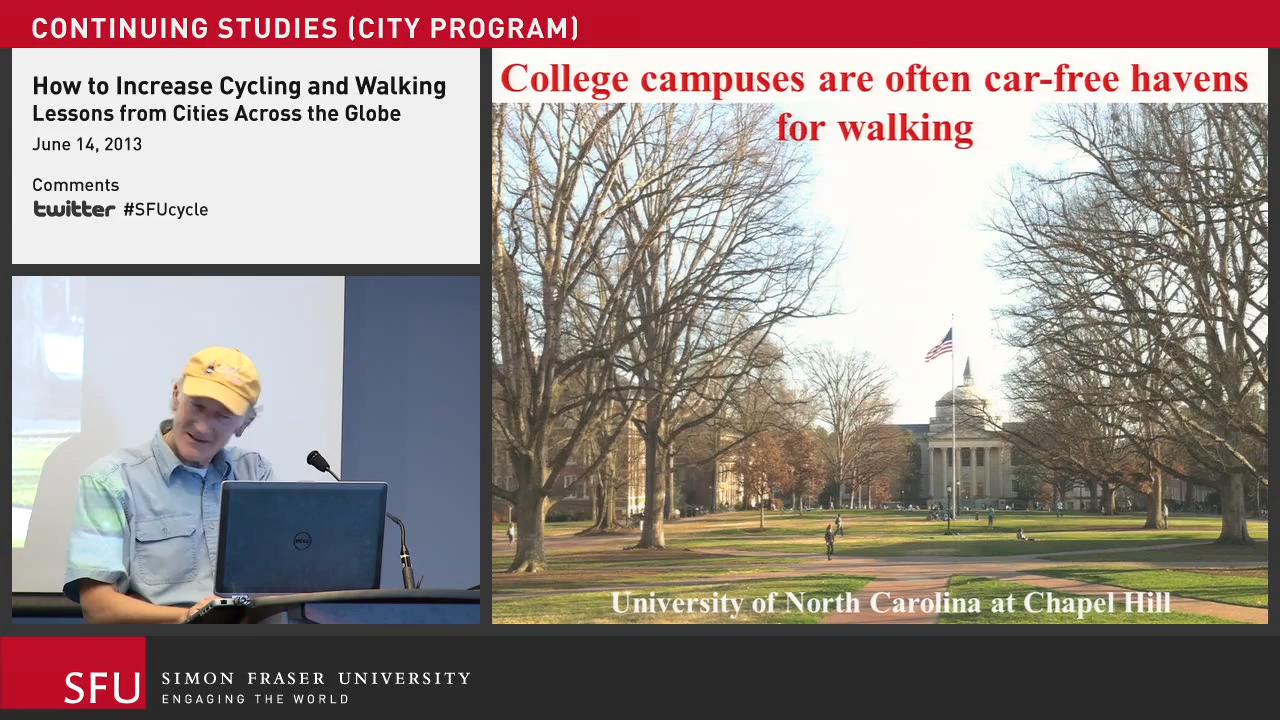 CONTINUING STUDIES (CITY PROGRAM)
How to Increase Cycling and Walking
Lessons from Cities Across the Globe
June 14, 2013
Comments
twitter #SFUcycle
College campuses are often car-free havens
for walking
University of North Carolina at Chapel Hill
DELL
SFU
SIMON FRASER UNIVERSITY
ENGAGING THE WORLD